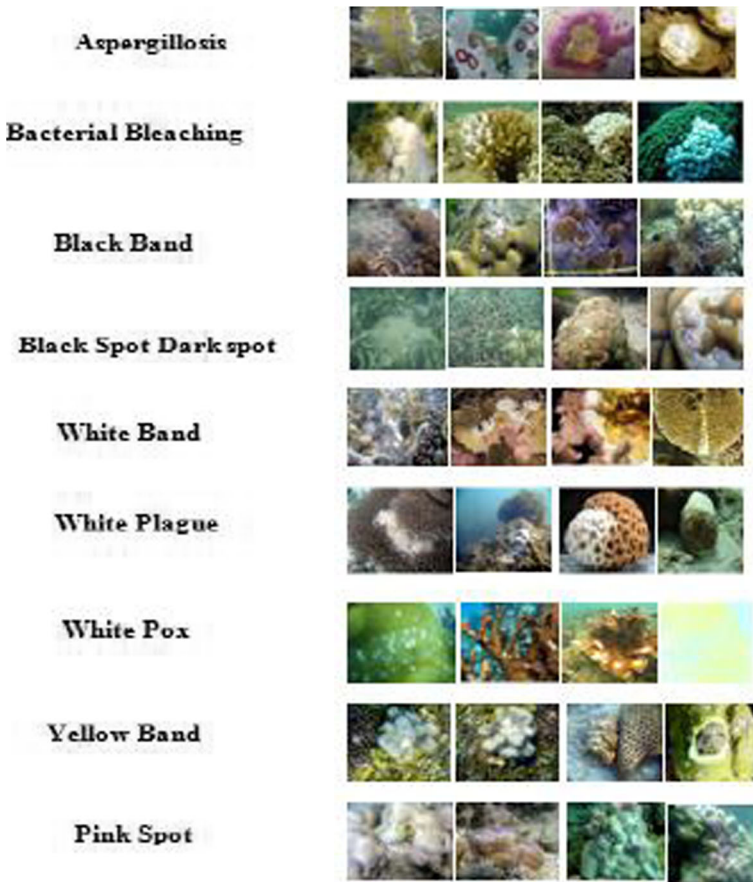 Aspergillosis
Bacterial Bleaching
Black Band
Black Spot Dark spot
White Band
White Plague
White Pox
Yellow Band
Pink Spot